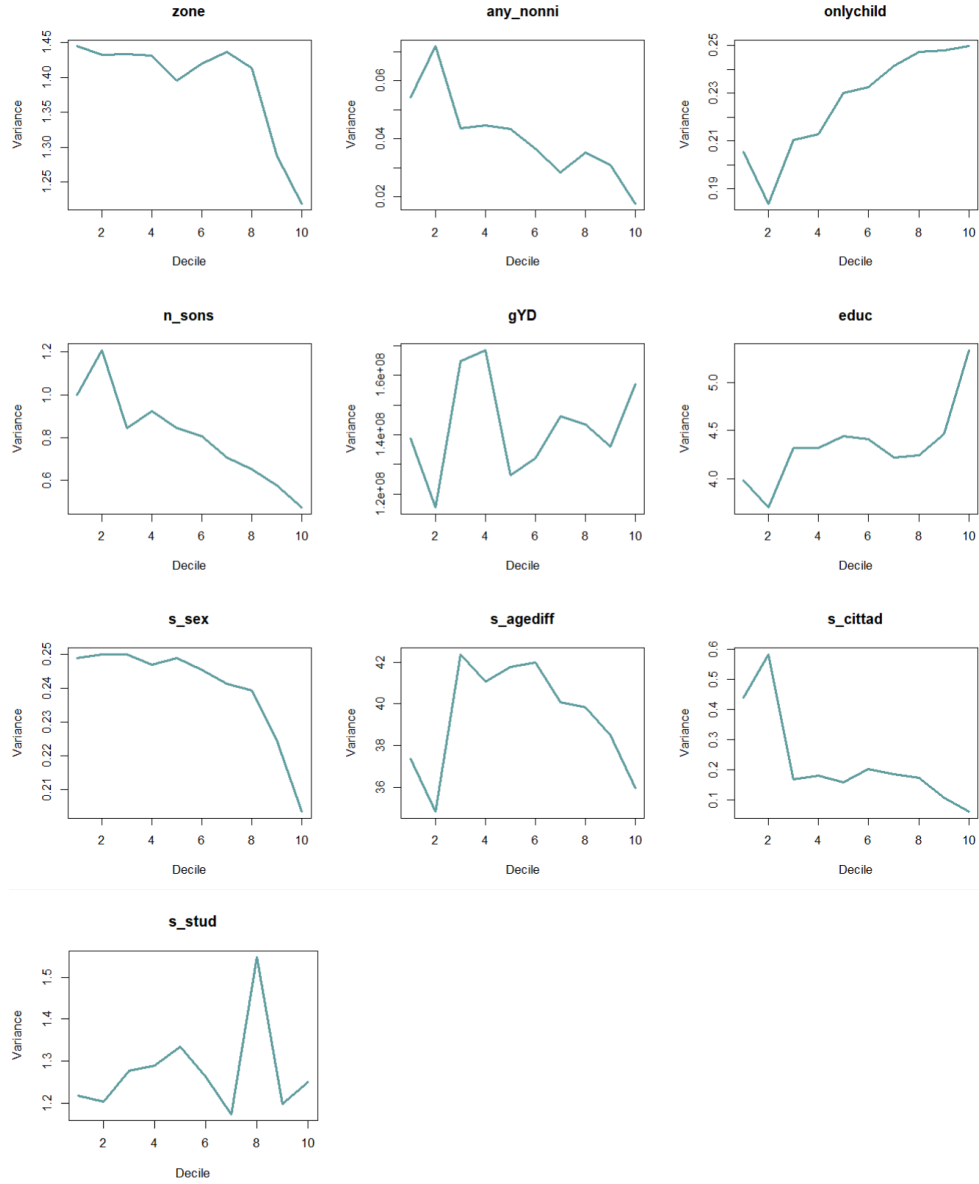 zone any_nonni onlychild
Variance Variance Variance
1.25 1.30 1.35 1.40 1.45
0.02 0.04 0.06
0.19 0.21 0.23 0.25
2 4 6 8 10 2 4 6 8 10 2 4 6 8 10
Decile Decile Decile
n_sons gYD educ
Variance Variance Variance
0.6 0.8 1.0 1.2
1.2e+08 1.4e+08 1.6e+08
4.0 4.5 5.0
2 4 6 8 10 2 4 6 8 10 2 4 6 8 10
Decile Decile Decile
s_sex s_agediff s_cittad
Variance Variance Variance
0.21 0.22 0.23 0.24 0.25
36 38 40 42
0.1 0.2 0.3 0.4 0.5 0.6
2 4 6 8 10 2 4 6 8 10 2 4 6 8 10
Decile Decile Decile
s_stud
Variance
1.2 1.3 1.4 1.5
2 4 6 8 10
Decile